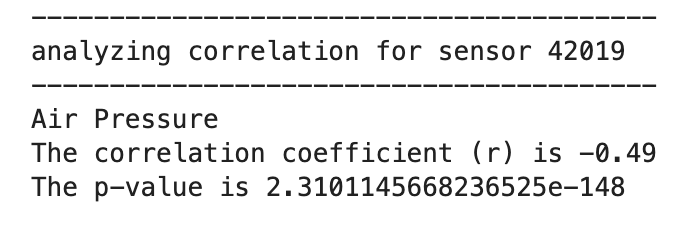 ----------------------------------------
analyzing correlation for sensor 42019
----------------------------------------
Air Pressure
The correlation coefficient (r) is -0.49
The p-value is 2.3101145668236525e-148